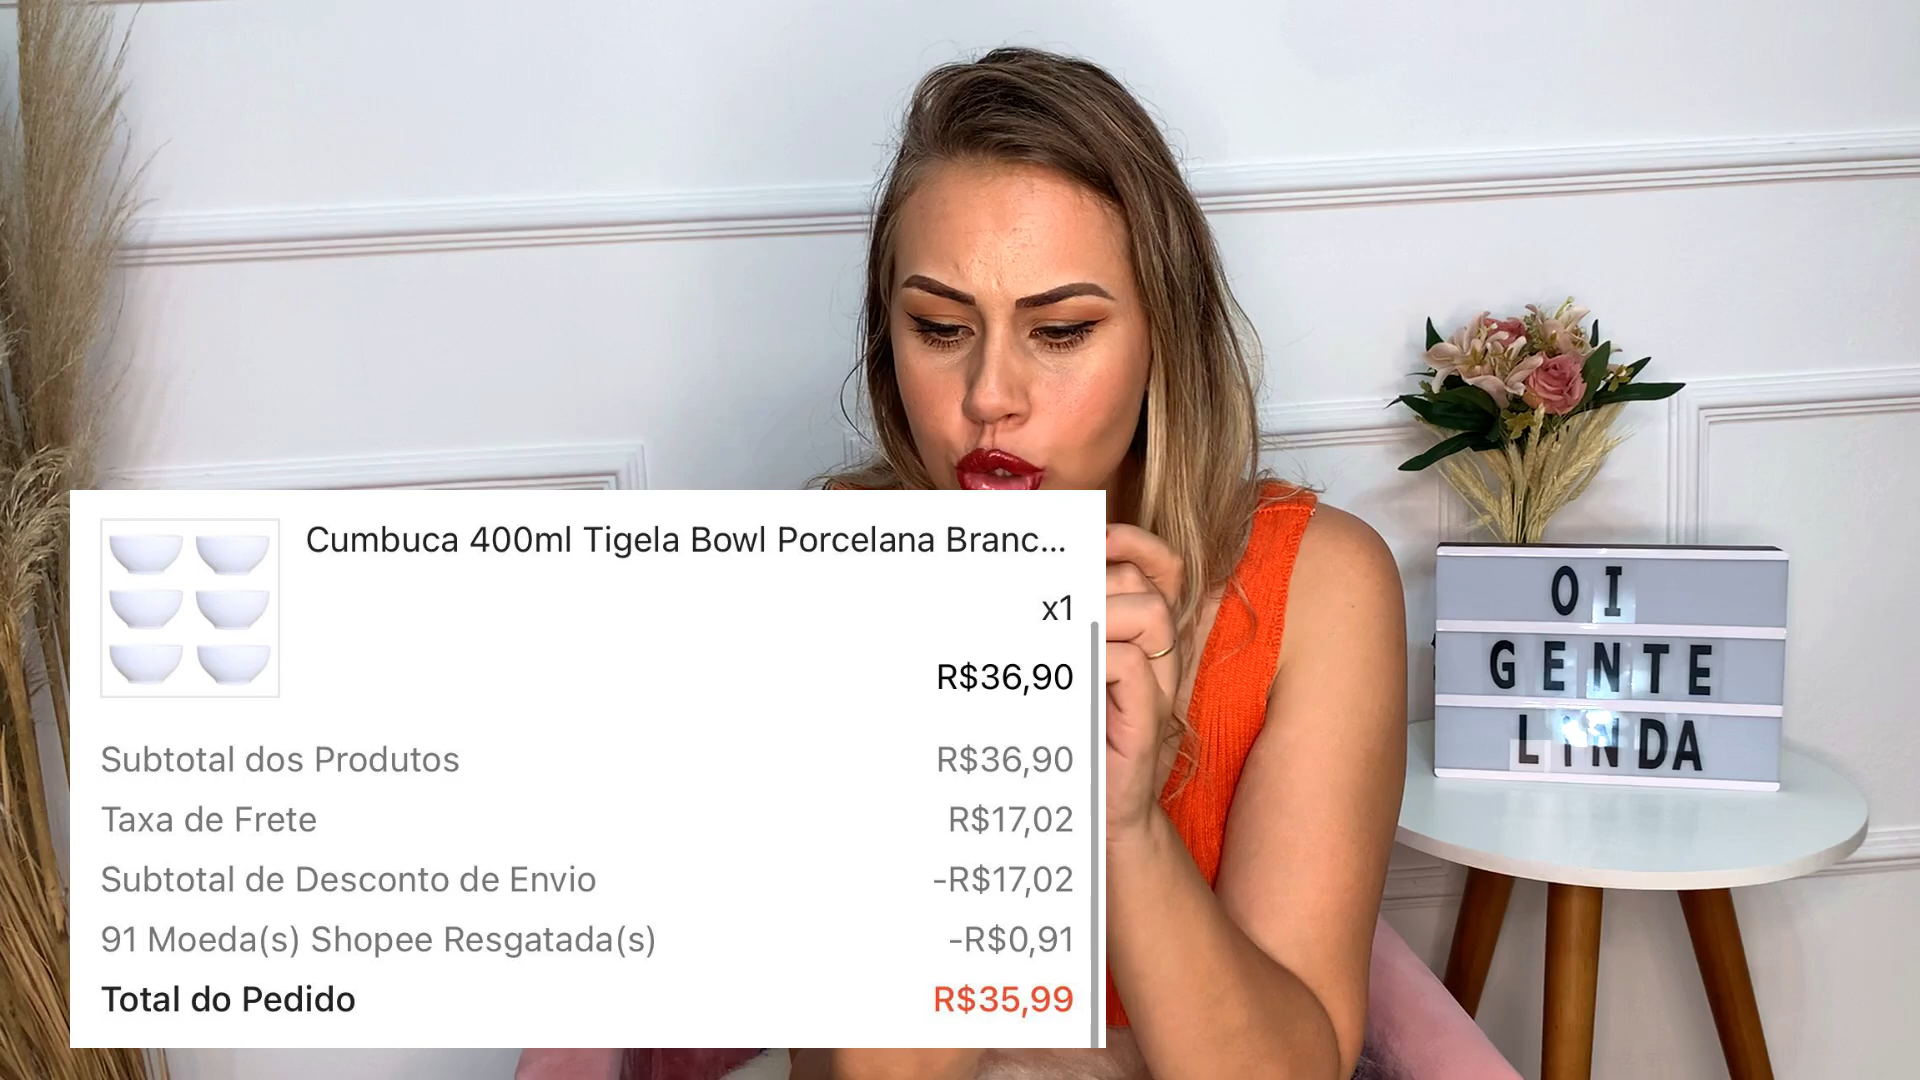 Cumbuca 400ml Tigela Bowl Porcelana Branc...
x1
R$36,90
Subtotal dos Produtos R$36,90
Taxa de Frete R$17,02
Subtotal de Desconto de Envio -R$17,02
91 Moeda(s) Shopee Resgatada(s) -R$0,91
Total do Pedido R$35,99
OI
GENTE
LINDA